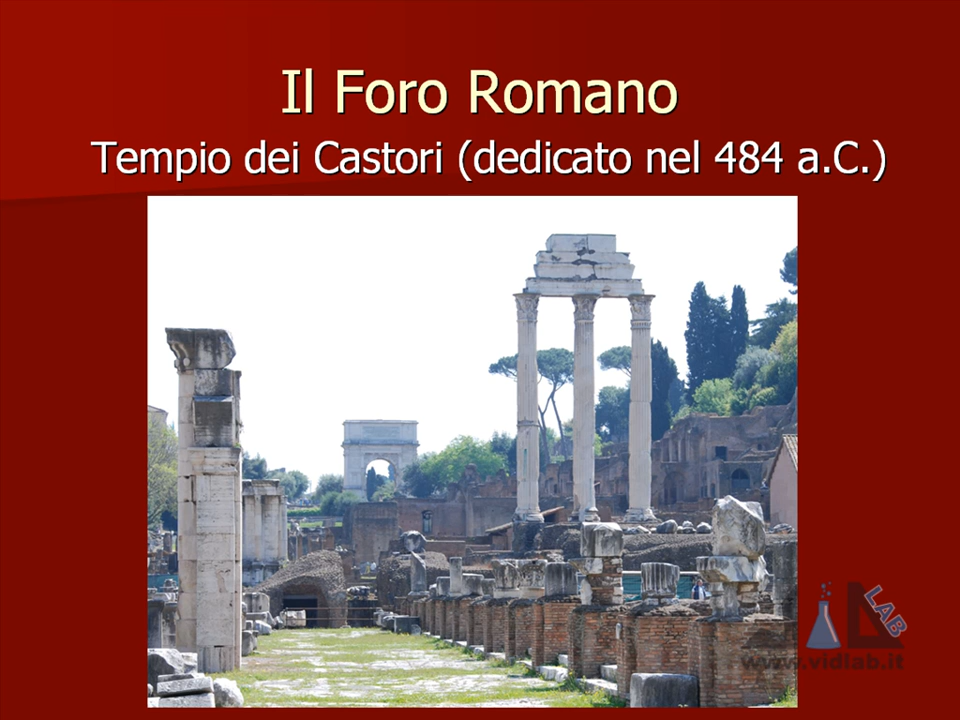 Il Foro Romano
Tempio dei Castori (dedicato nel 484 a.C.)
LAB
www.vidlab.it